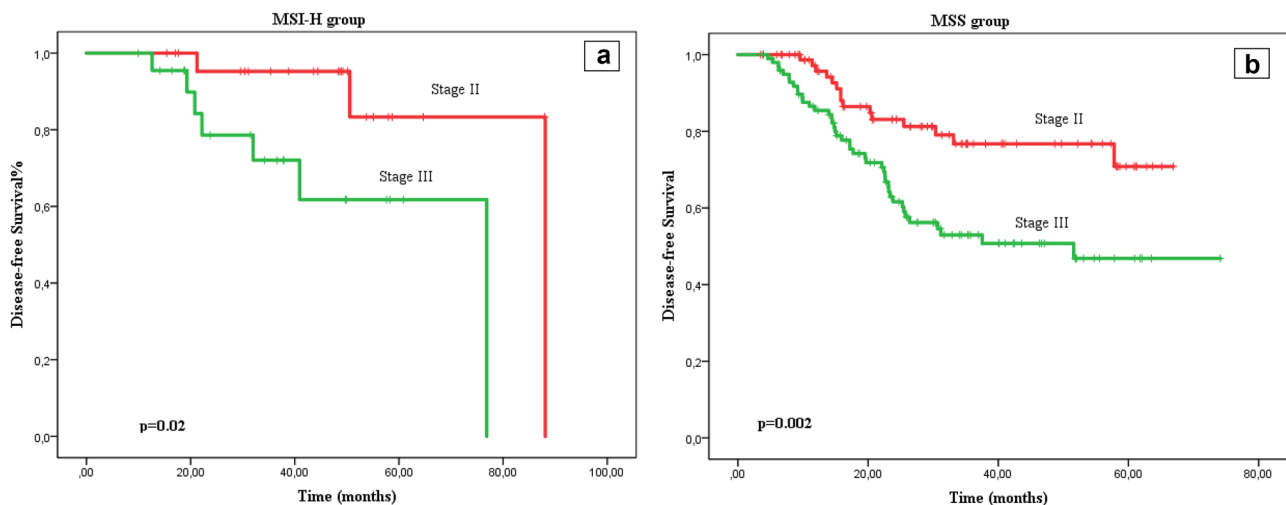 MSI-H group
a
Disease-free Survival%
1,0
0,8
0,6
0,4
0,2
0,0
Stage II
Stage III
p=0.02
,00
20,00
40,00
60,00
80,00
100,00
Time (months)
MSS group
b
Disease-free Survival
1,0
0,8
0,6
0,4
0,2
0,0
Stage II
Stage III
p=0.002
,00
20,00
40,00
60,00
80,00
Time (months)